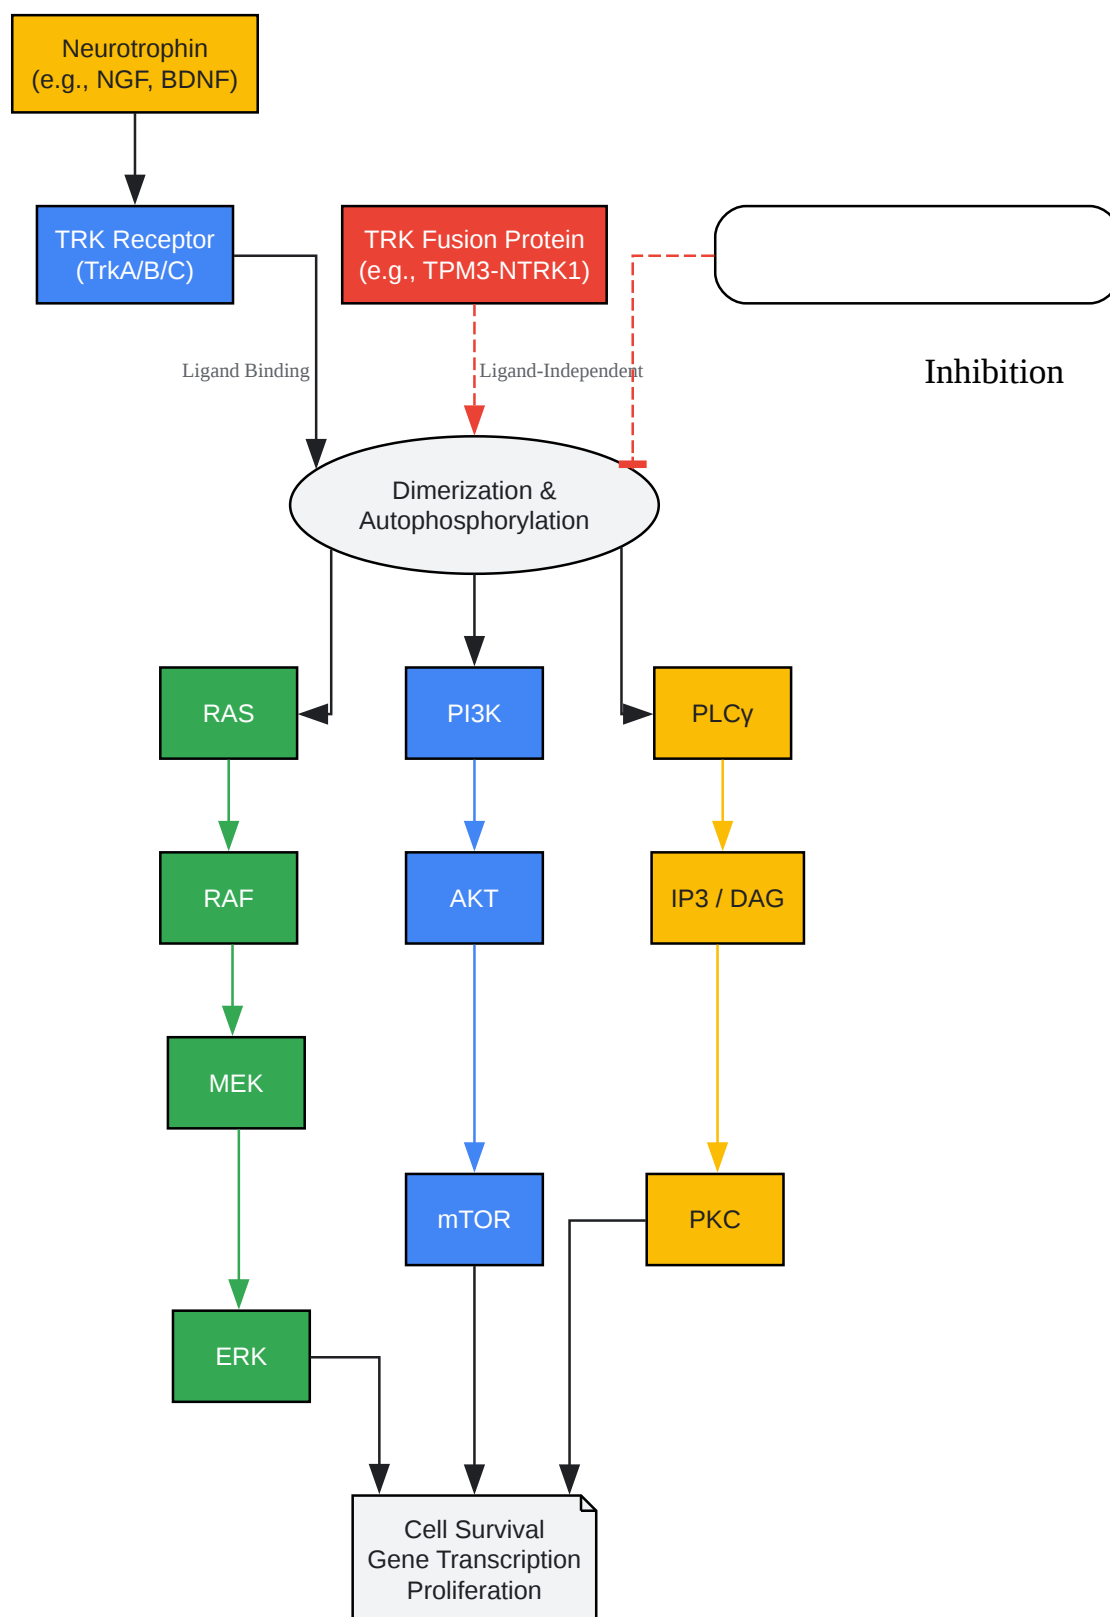 Neurotrophin
(e.g., NGF, BDNF)
TRK Receptor
(TrkA/B/C)
TRK Fusion Protein
(e.g., TPM3-NTRK1)
Ligand Binding
Ligand-Independent
Inhibition
Dimerization &
Autophosphorylation
RAS
PI3K
PLCγ
RAF
AKT
IP3 / DAG
MEK
mTOR
PKC
ERK
Cell Survival
Gene Transcription
Proliferation